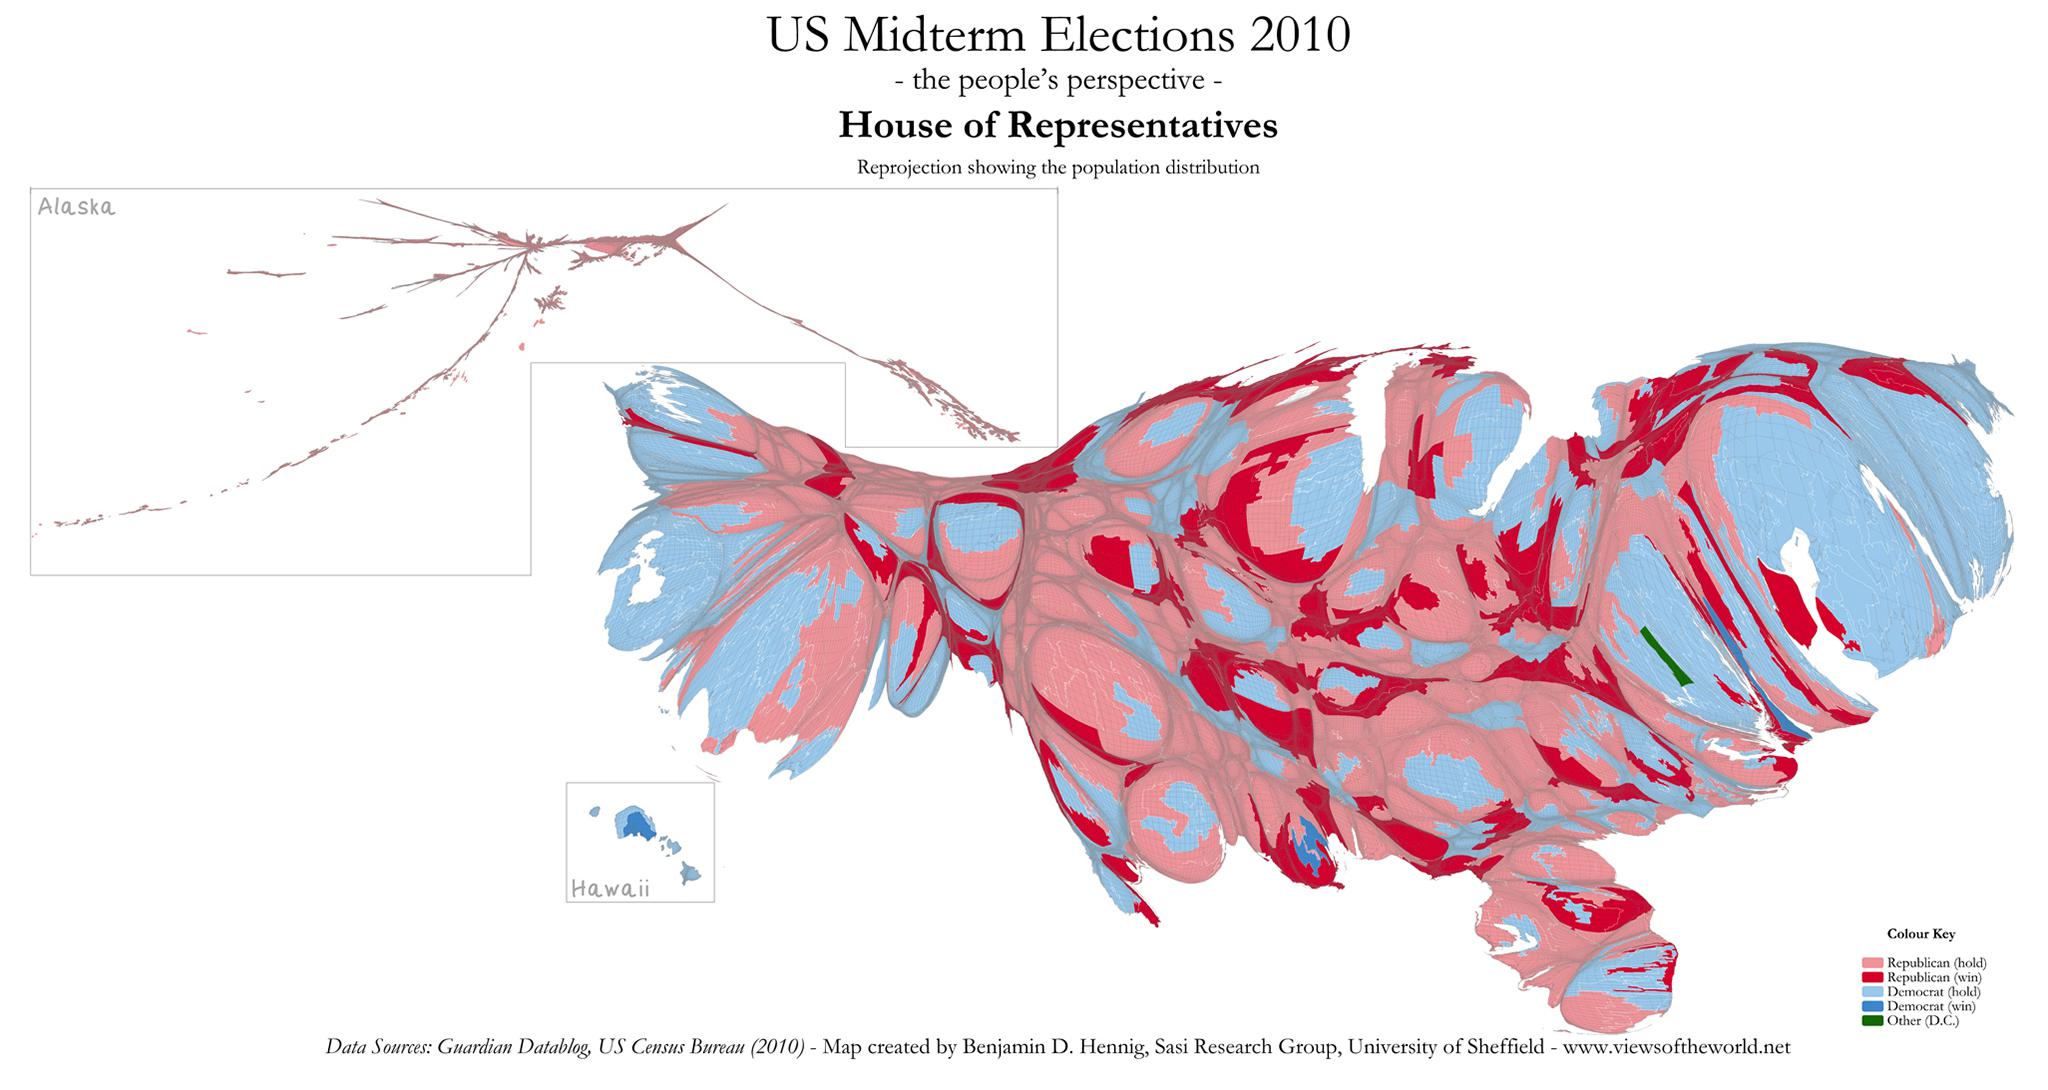 US Midterm Elections 2010
- the people's perspective -
House of Representatives
Reprojection showing the population distribution
Alaska
Hawaii
Colour Key
Republican (hold)
Republican (win)
Democrat (hold)
Democrat (win)
Other (D.C.)
Data Sources: Guardian Datablog, US Census Bureau (2010) - Map created by Benjamin D. Hennig, Sasi Research Group, University of Sheffield - www.viewsoftheworld.net